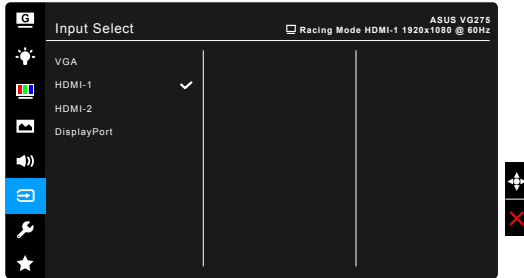 G
Input Select
ASUS VG275
Racing Mode HDMI-1 1920x1080 @ 60Hz
VGA
HDMI-1
HDMI-2
DisplayPort